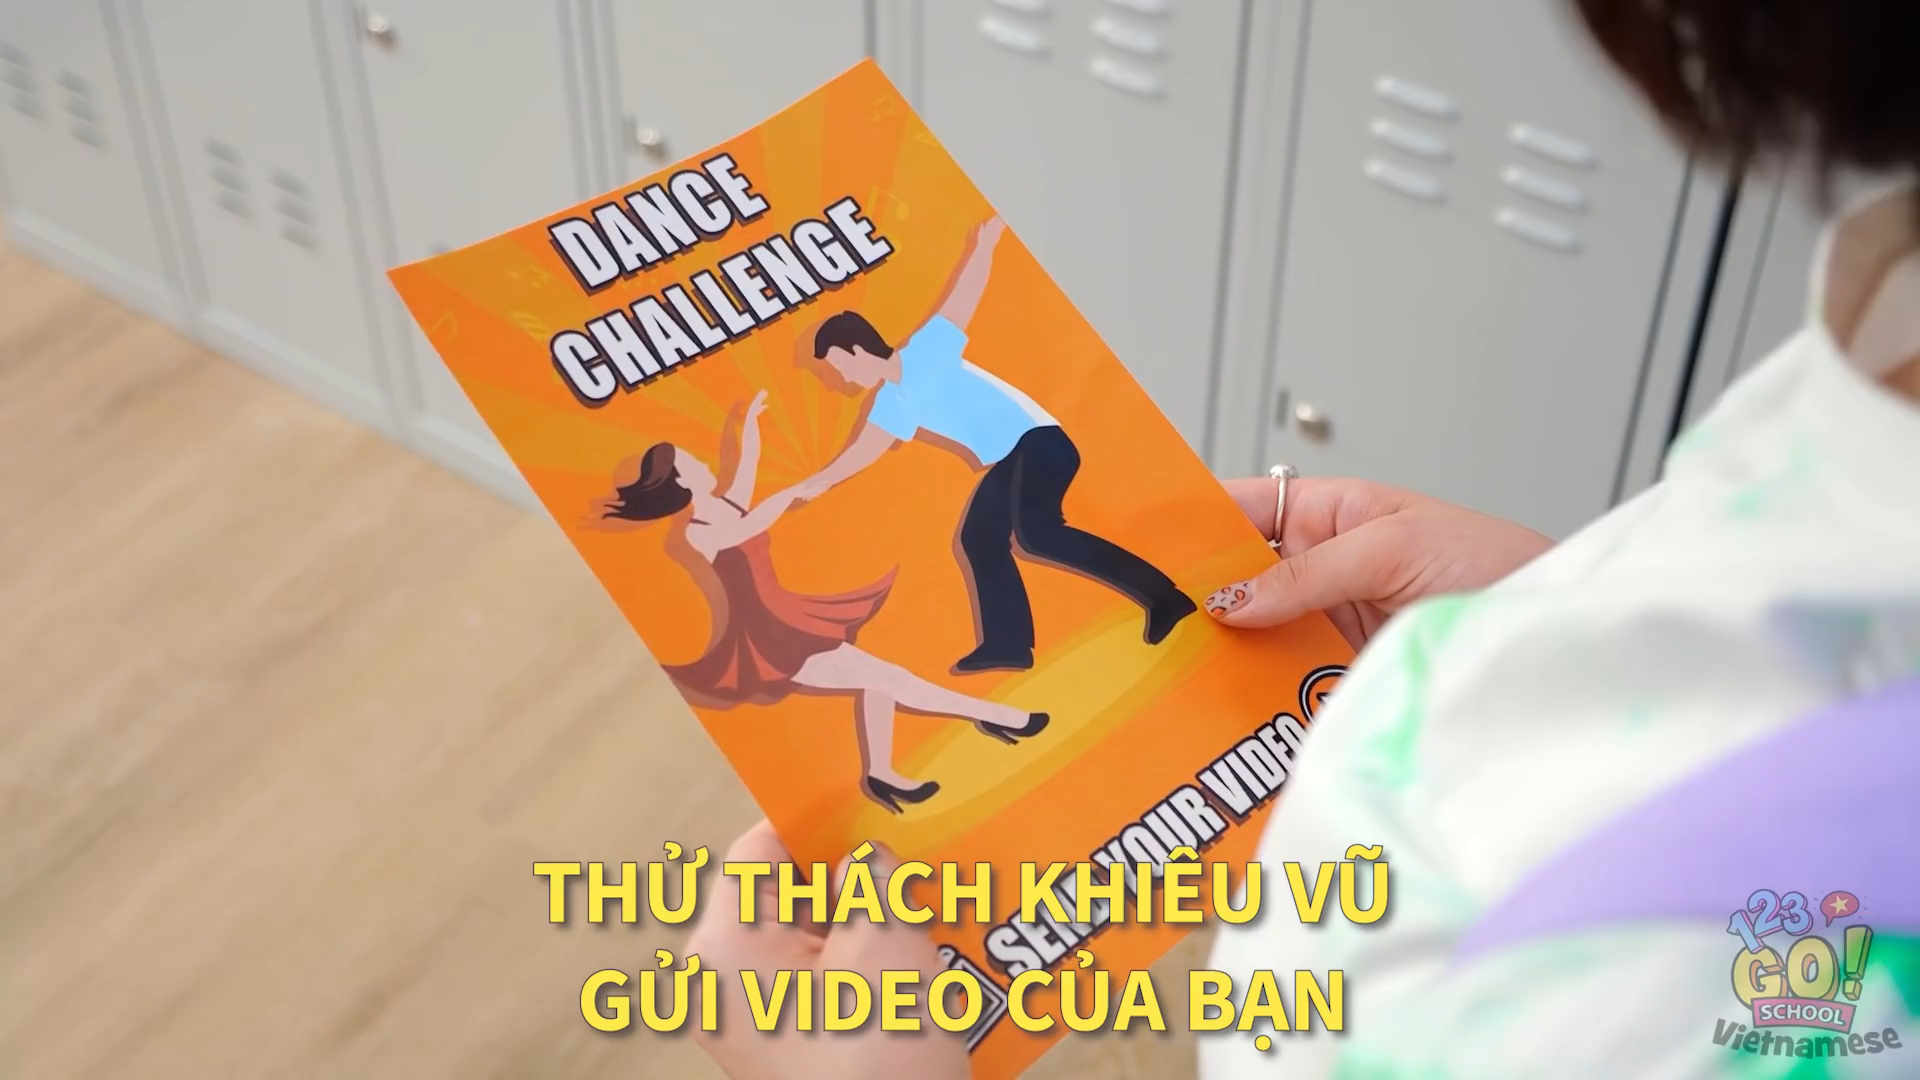 DANCE
CHALLENGE
SEND YOUR VIDEO
THỬ THÁCH KHIÊU VŨ
GỬI VIDEO CỦA BẠN
123
GO!
SCHOOL
Vietnamese